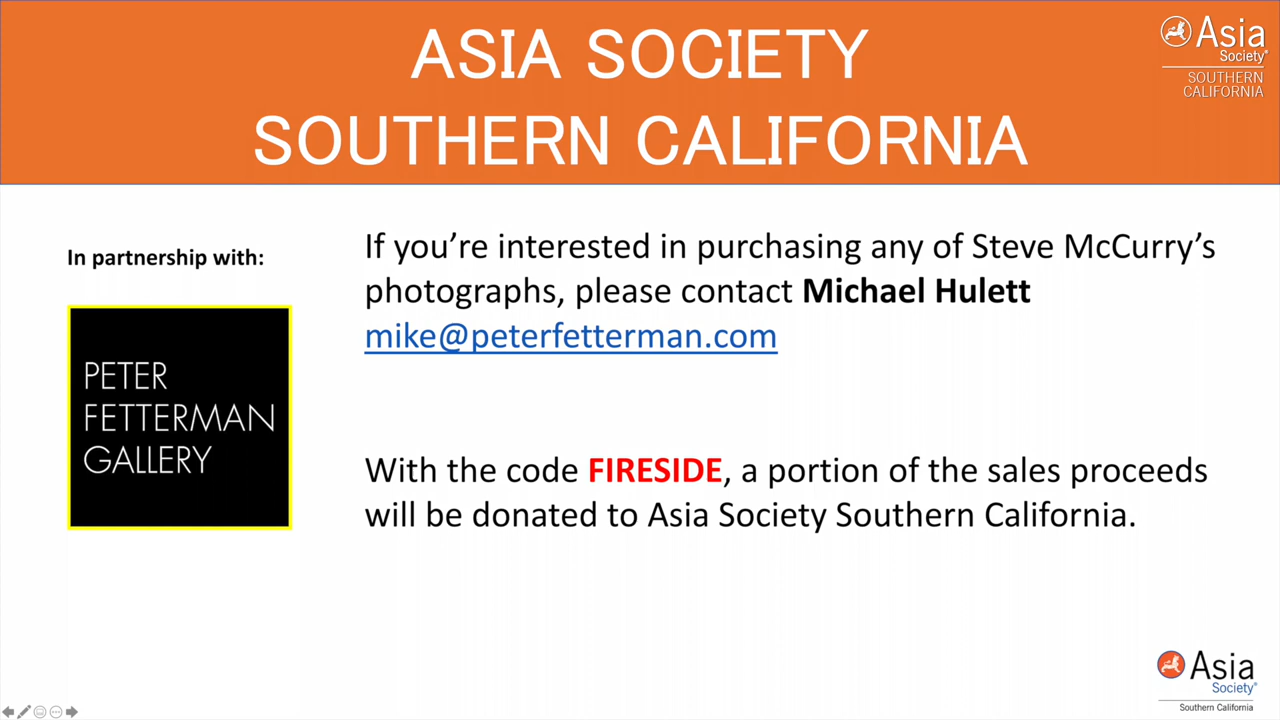 ASIA SOCIETY
SOUTHERN CALIFORNIA
Asia
Society®
SOUTHERN
CALIFORNIA
In partnership with:
PETER
FETTERMAN
GALLERY
If you’re interested in purchasing any of Steve McCurry’s
photographs, please contact Michael Hulett
mike@peterfetterman.com
With the code FIRESIDE, a portion of the sales proceeds
will be donated to Asia Society Southern California.
Asia
Society®
Southern California